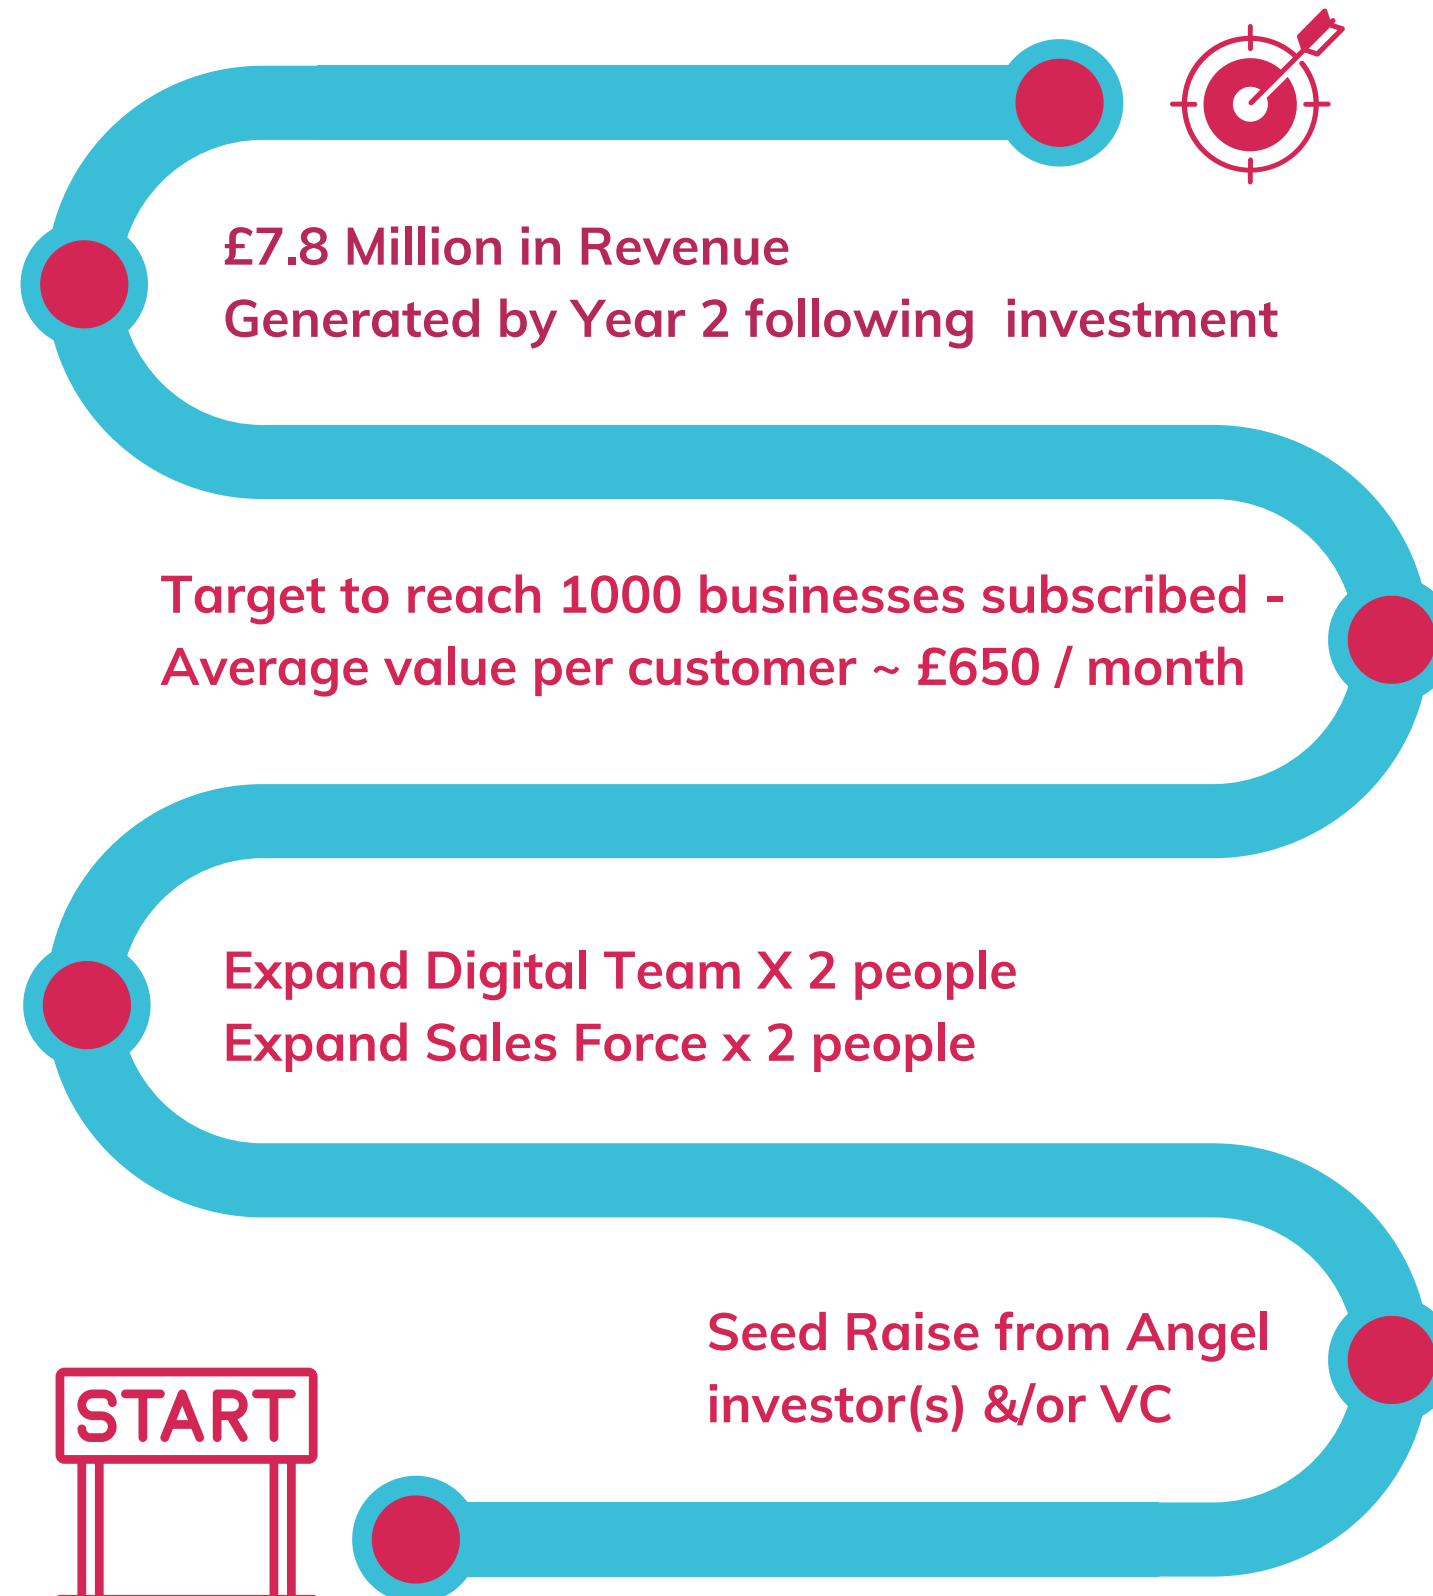 £7.8 Million in Revenue
Generated by Year 2 following  investment
Target to reach 1000 businesses subscribed -
Average value per customer ~ £650 / month
Expand Digital Team X 2 people
Expand Sales Force x 2 people
Seed Raise from Angel
investor(s) &/or VC
START